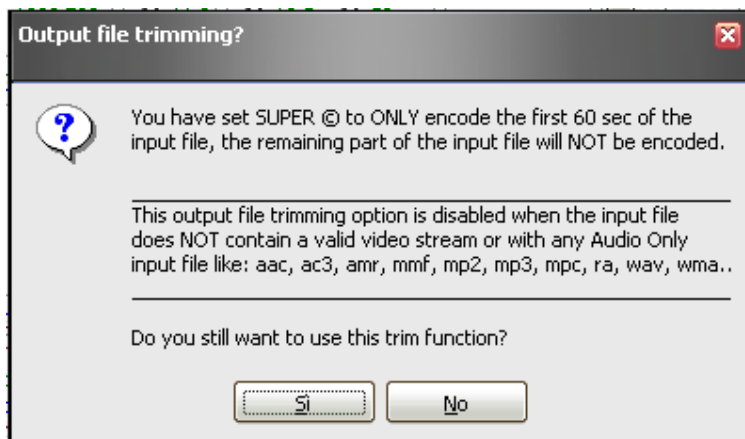 Output file trimming?
You have set SUPER © to ONLY encode the first 60 sec of the
input file, the remaining part of the input file will NOT be encoded.
This output file trimming option is disabled when the input file
does NOT contain a valid video stream or with any Audio Only
input file like: aac, ac3, amr, mmf, mp2, mp3, mpc, ra, wav, wma..
Do you still want to use this trim function?
Sì
No